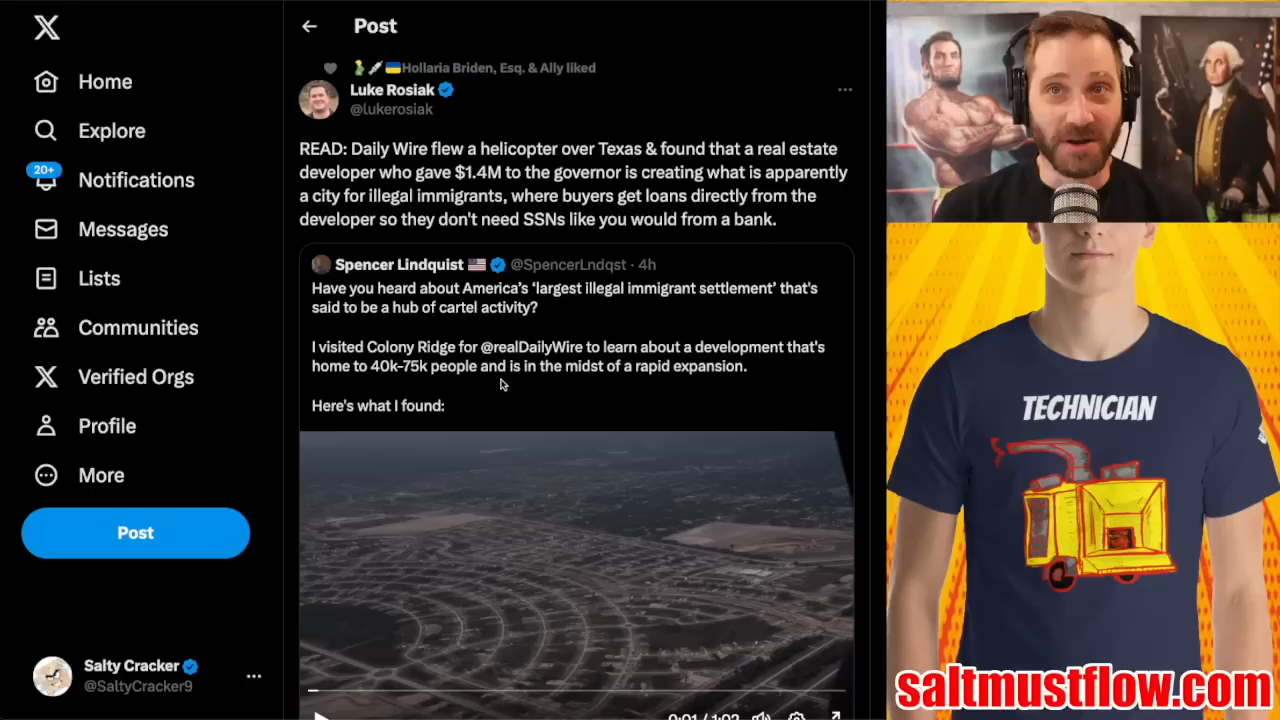 Home
Explore
20+
Notifications
Messages
Lists
Communities
Verified Orgs
Profile
More
Post
Salty Cracker
@SaltyCracker9
Post
Hollaria Briden, Esq. & Ally liked
Luke Rosiak
@lukerosiak
READ: Daily Wire flew a helicopter over Texas & found that a real estate
developer who gave $1.4M to the governor is creating what is apparently
a city for illegal immigrants, where buyers get loans directly from the
developer so they don't need SSNs like you would from a bank.
Spencer Lindquist @SpencerLndqst · 4h
Have you heard about America's 'largest illegal immigrant settlement' that's
said to be a hub of cartel activity?
I visited Colony Ridge for @realDailyWire to learn about a development that's
home to 40k-75k people and is in the midst of a rapid expansion.
Here's what I found:
0:01 / 1:02
TECHNICIAN
saltmustflow.com